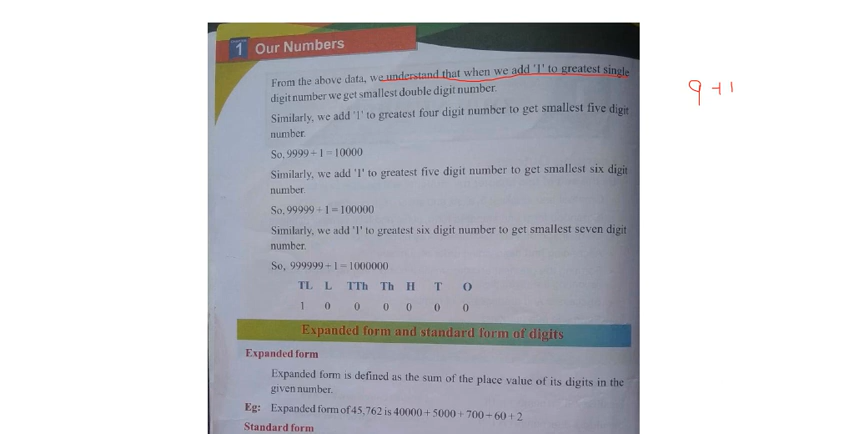 1 Our Numbers
From the above data, we understand that when we add '1' to greatest single
digit number we get smallest double digit number.
9+1
Similarly, we add '1' to greatest four digit number to get smallest five digit
number.
So, 9999 + 1 = 10000
Similarly, we add '1' to greatest five digit number to get smallest six digit
number.
So, 99999 + 1 = 100000
Similarly, we add '1' to greatest six digit number to get smallest seven digit
number.
So, 999999 + 1 = 1000000
TL L TTh Th H T O
1 0 0 0 0 0 0
Expanded form and standard form of digits
Expanded form
Expanded form is defined as the sum of the place value of its digits in the
given number.
Eg: Expanded form of 45,762 is 40000 + 5000 + 700 + 60 + 2
Standard form